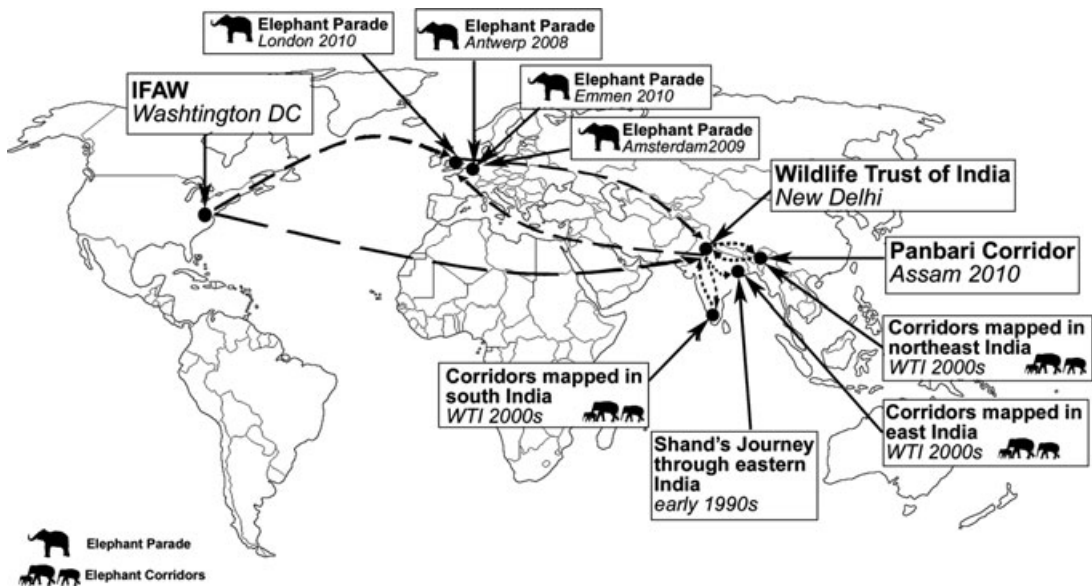 Elephant Parade
London 2010
Elephant Parade
Antwerp 2008
Elephant Parade
Emmen 2010
Elephant Parade
Amsterdam2009
IFAW
Washtington DC
Wildlife Trust of India
New Delhi
Panbari Corridor
Assam 2010
Corridors mapped in
northeast India
WTI 2000s
Corridors mapped in
south India
WTI 2000s
Corridors mapped in
east India
WTI 2000s
Shand's Journey
through eastern
India
early 1990s
Elephant Parade
Elephant Corridors